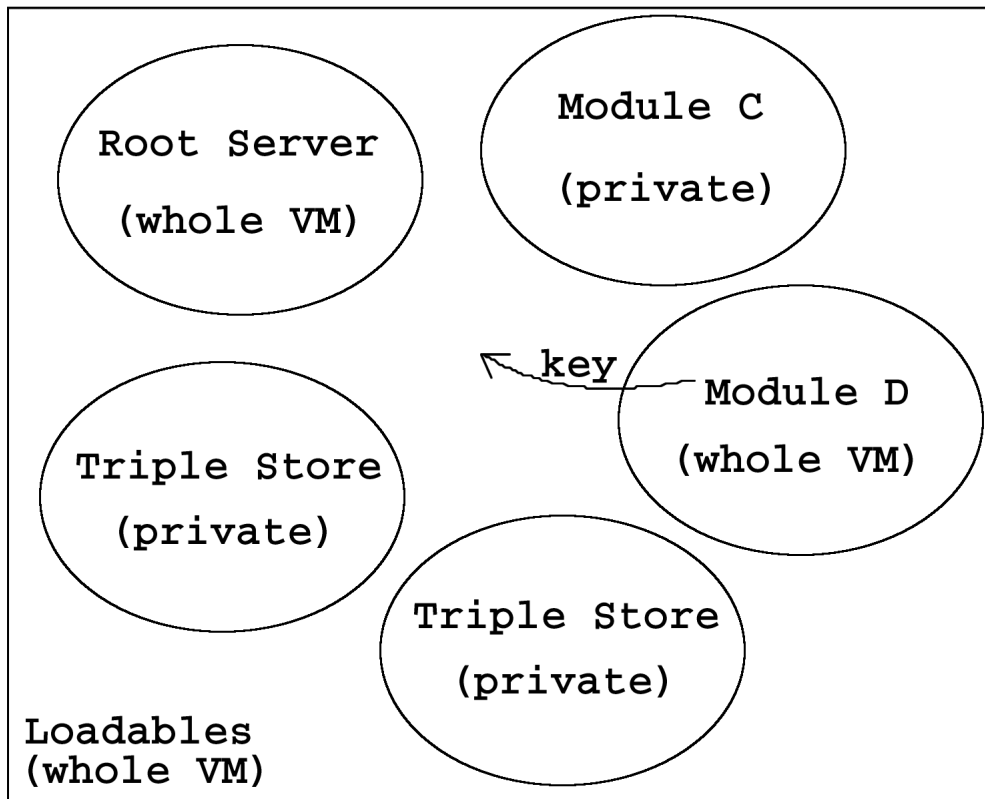 Root Server
(whole VM)
Module C
(private)
key
Module D
(whole VM)
Triple Store
(private)
Triple Store
(private)
Loadables
(whole VM)